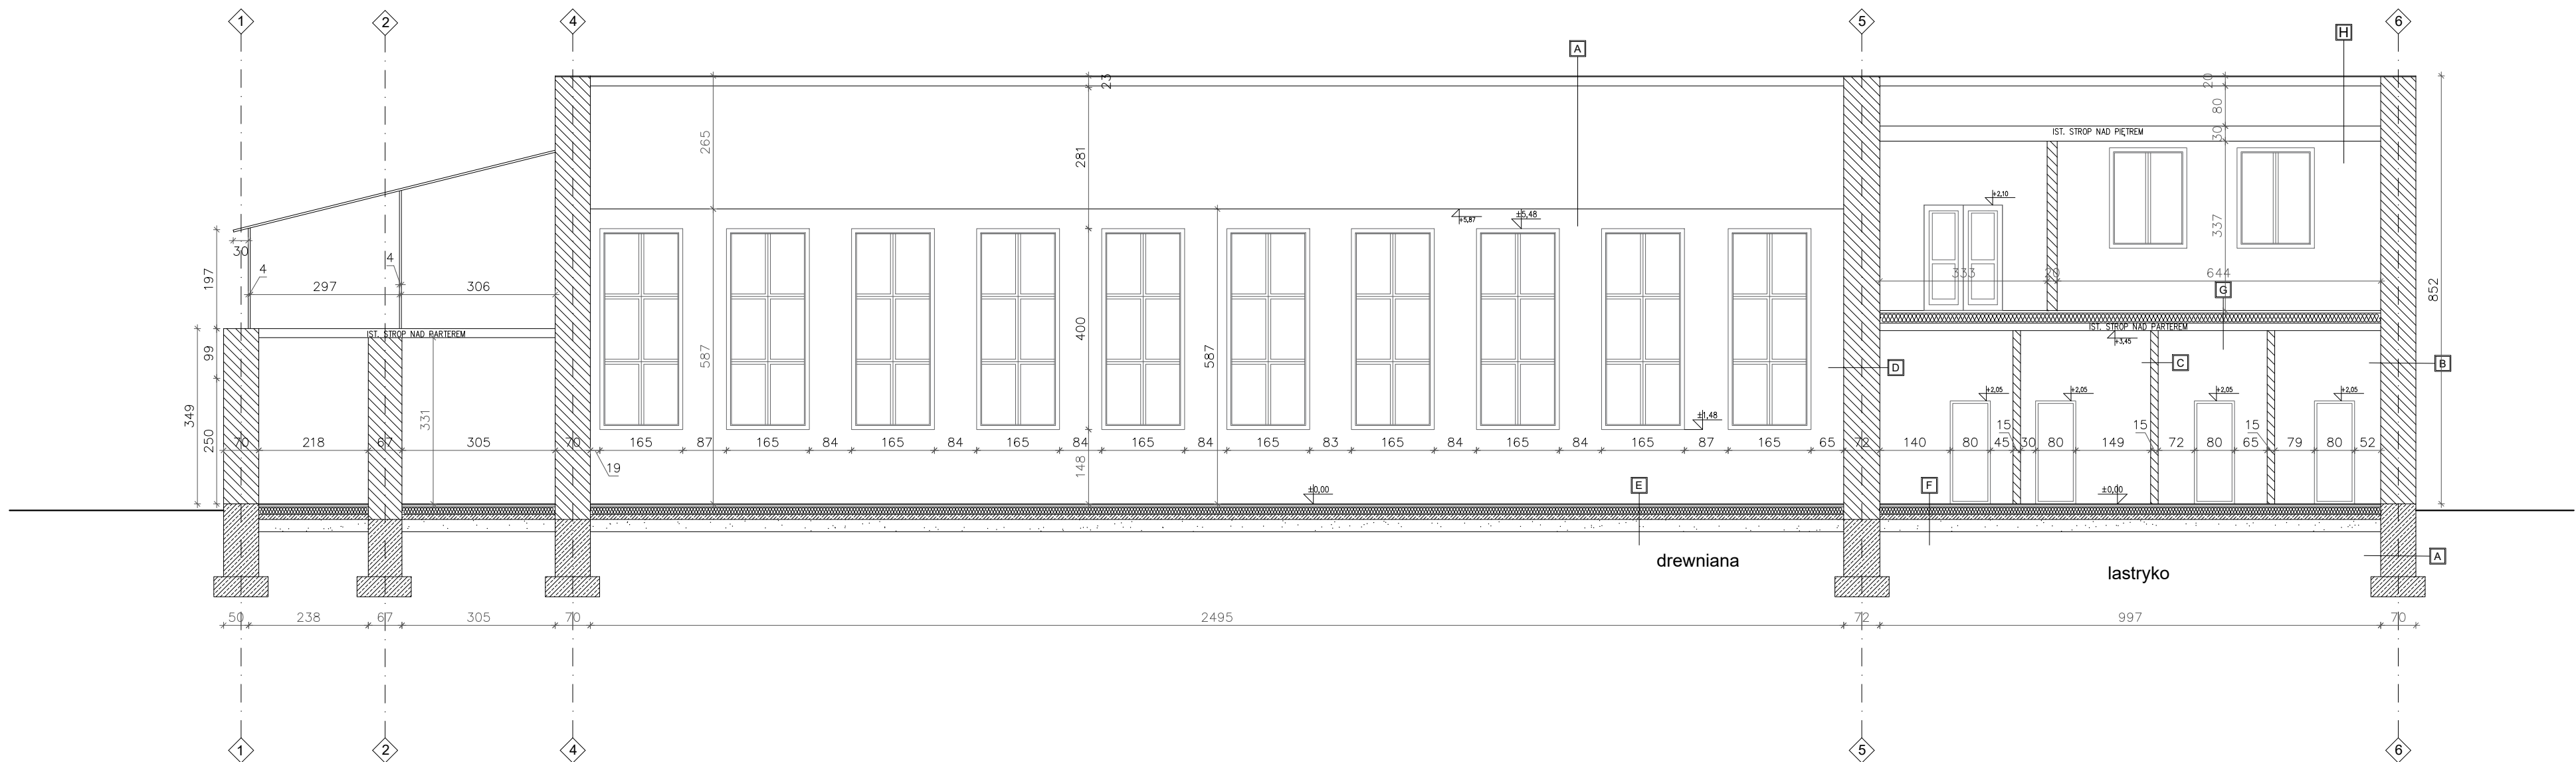 1 2 4 5 6
H
A
23
20
80
265
281
30 IST. STROP NAD PIĘTREM
+2,10
+5,87 ±5,48
337
30
4 4
197 297 306
333 20 644
G
852
IST. STROP NAD PARTEREM
IST. STROP NAD PARTEREM
+3,45
99
400
587 587
D C B
349
331
+2,05 +2,05 +2,05 +2,05
±1,48
250
15 15 15
70 218 67 305 70 165 87 165 84 165 84 165 84 165 84 165 83 165 84 165 84 165 87 165 65 72 140 80 45 30 80 149 72 80 65 79 80 52
19
148
±0,00 E F ±0,00
drewniana
A
lastryko
50 238 67 305 70 2495 72 997 70
1 2 4 5 6